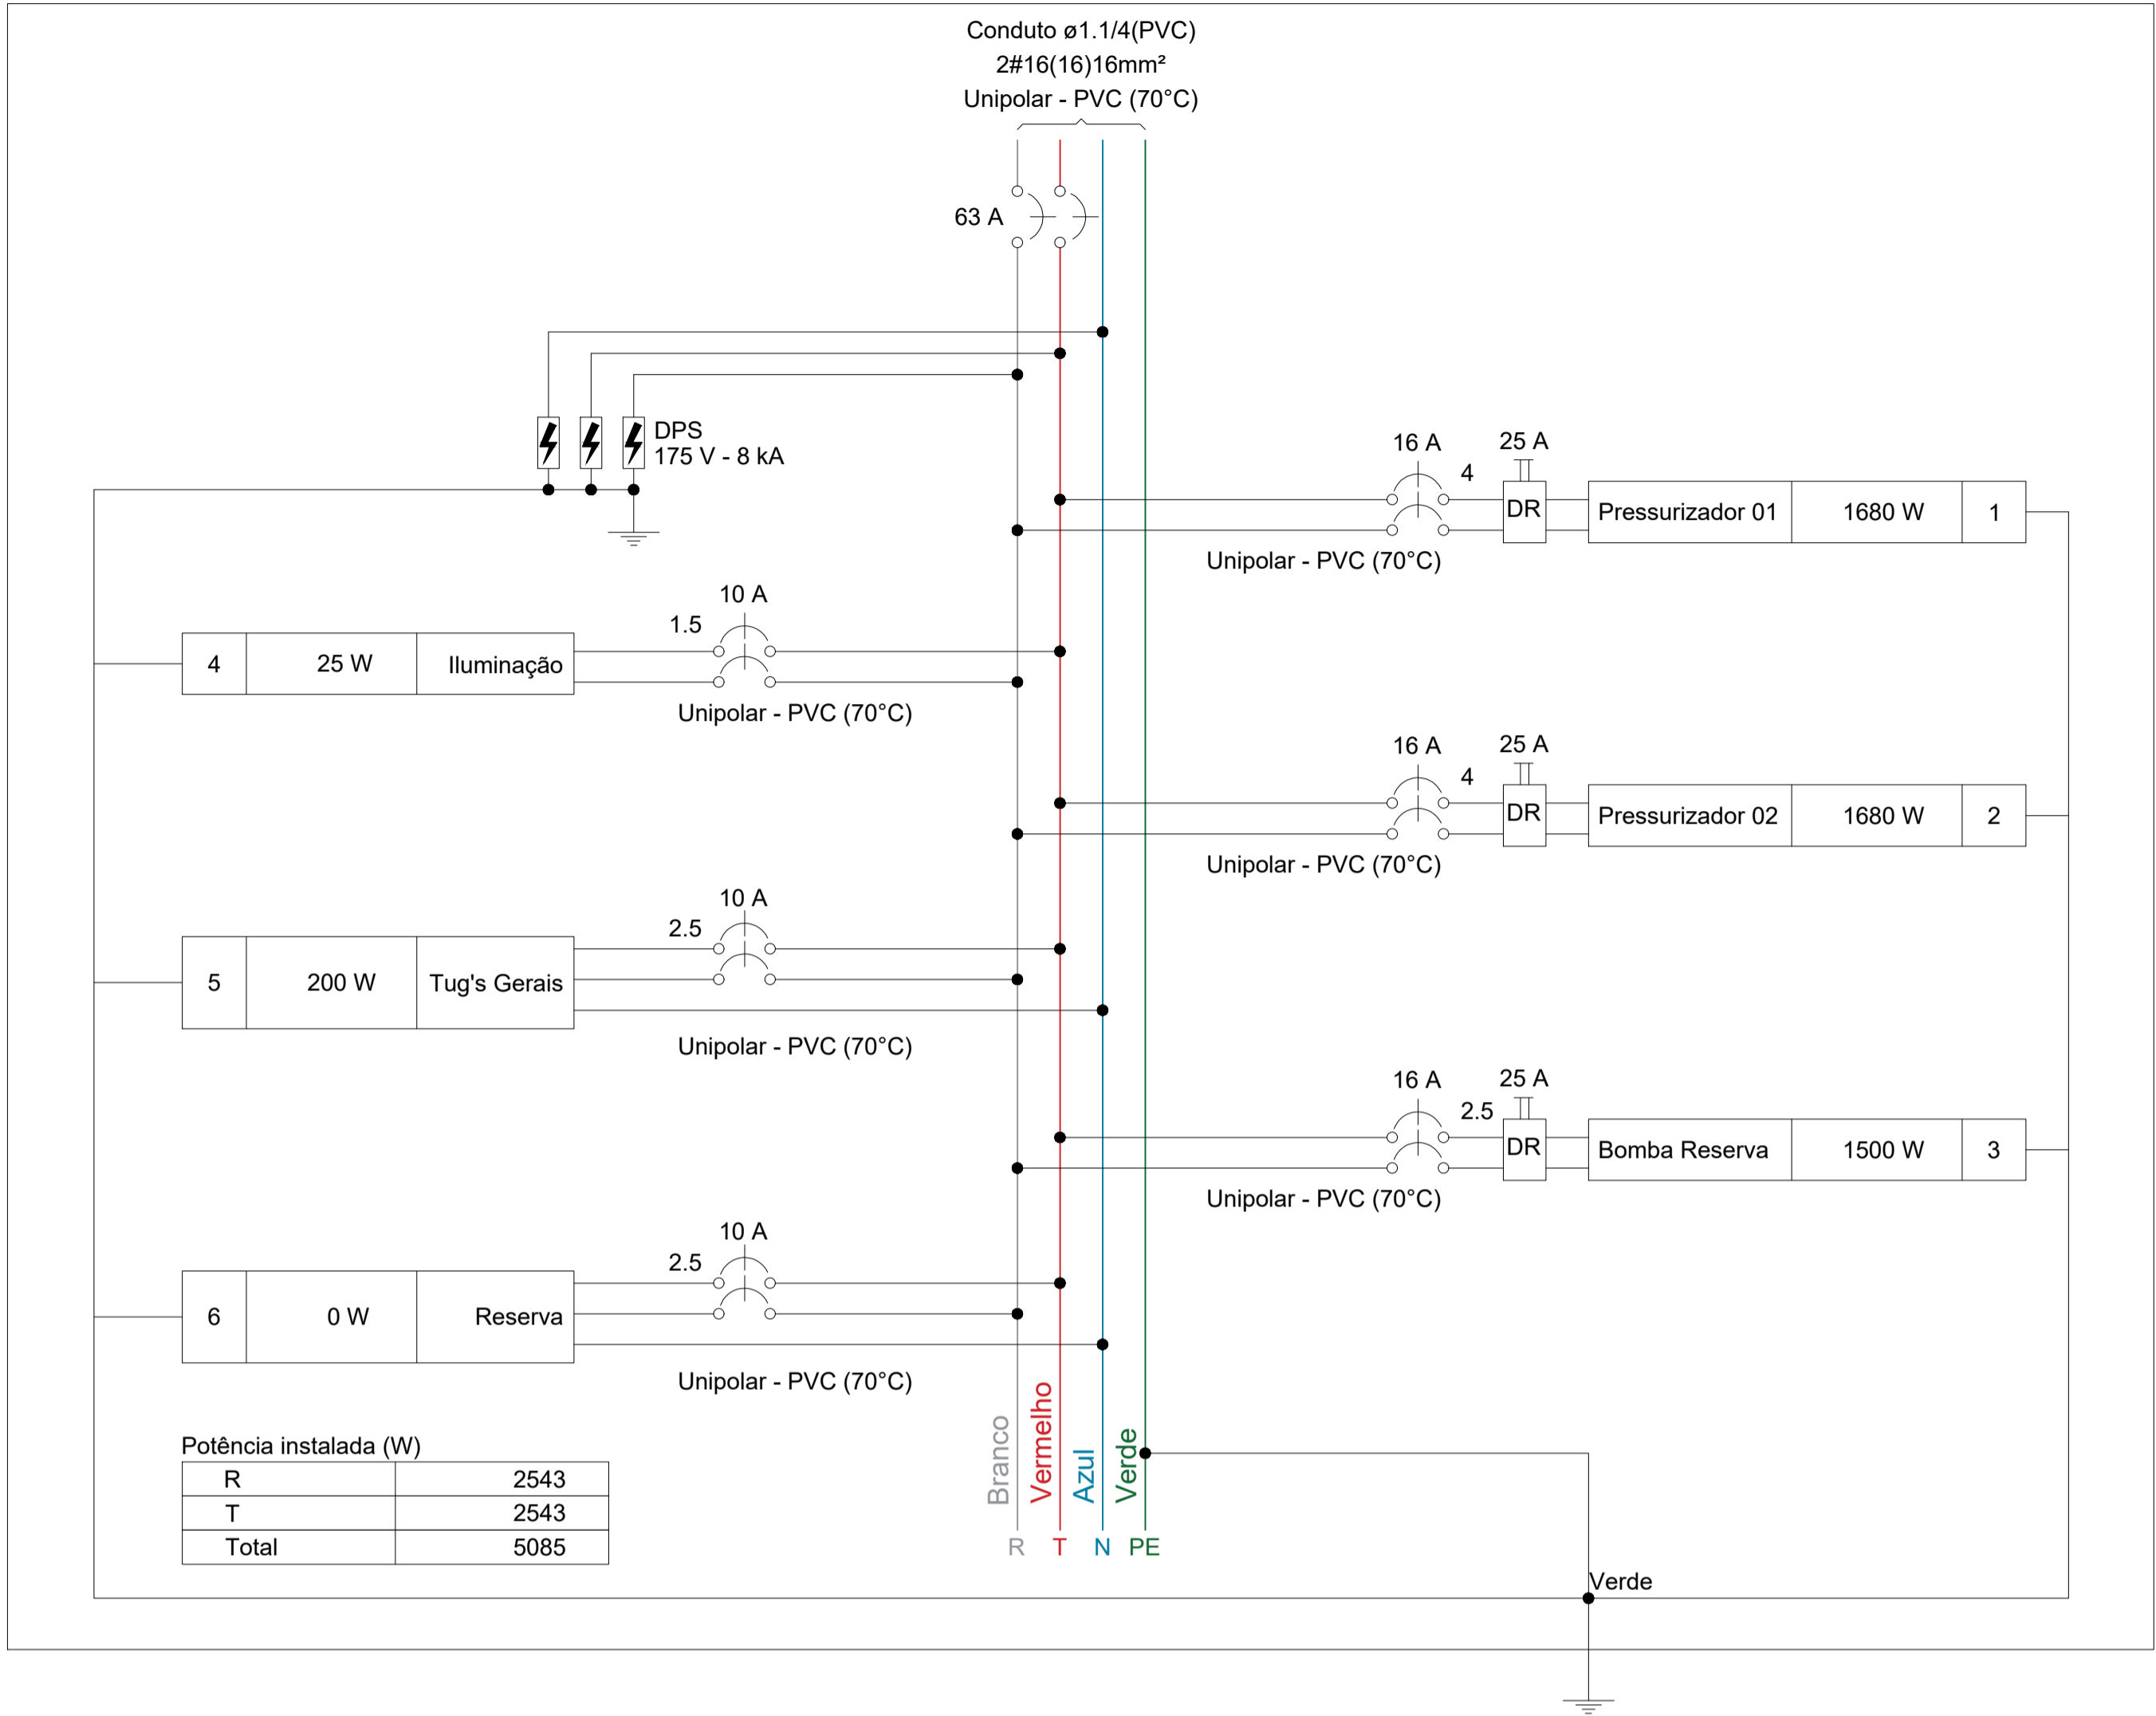 Conduto ø1.1/4(PVC)
2#16(16)16mm²
Unipolar - PVC (70°C)
63 A
DPS
175 V - 8 kA
16 A
25 A
4
DR
Pressurizador 01
1680 W
1
Unipolar - PVC (70°C)
10 A
1.5
4
25 W
Iluminação
Unipolar - PVC (70°C)
16 A
25 A
4
DR
Pressurizador 02
1680 W
2
Unipolar - PVC (70°C)
10 A
2.5
5
200 W
Tug's Gerais
Unipolar - PVC (70°C)
16 A
25 A
2.5
DR
Bomba Reserva
1500 W
3
Unipolar - PVC (70°C)
10 A
2.5
6
0 W
Reserva
Unipolar - PVC (70°C)
Potência instalada (W)
R 2543
T 2543
Total 5085
Branco
Vermelho
Azul
Verde
R T N PE
Verde